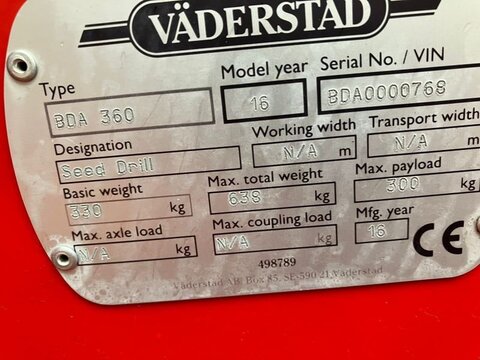 VÄDERSTAD
Type Model year Serial No. / VIN
BDA 360 16 BDA0000768
Designation Working width Transport width
Seed Drill N/A m N/A m
Basic weight Max. total weight Max. payload
330 kg 638 kg 300 kg
Max. axle load Max. coupling load Mfg. year
N/A kg N/A kg 16 CE
498789
Väderstad AB, Box 85, SE-590 21 Väderstad